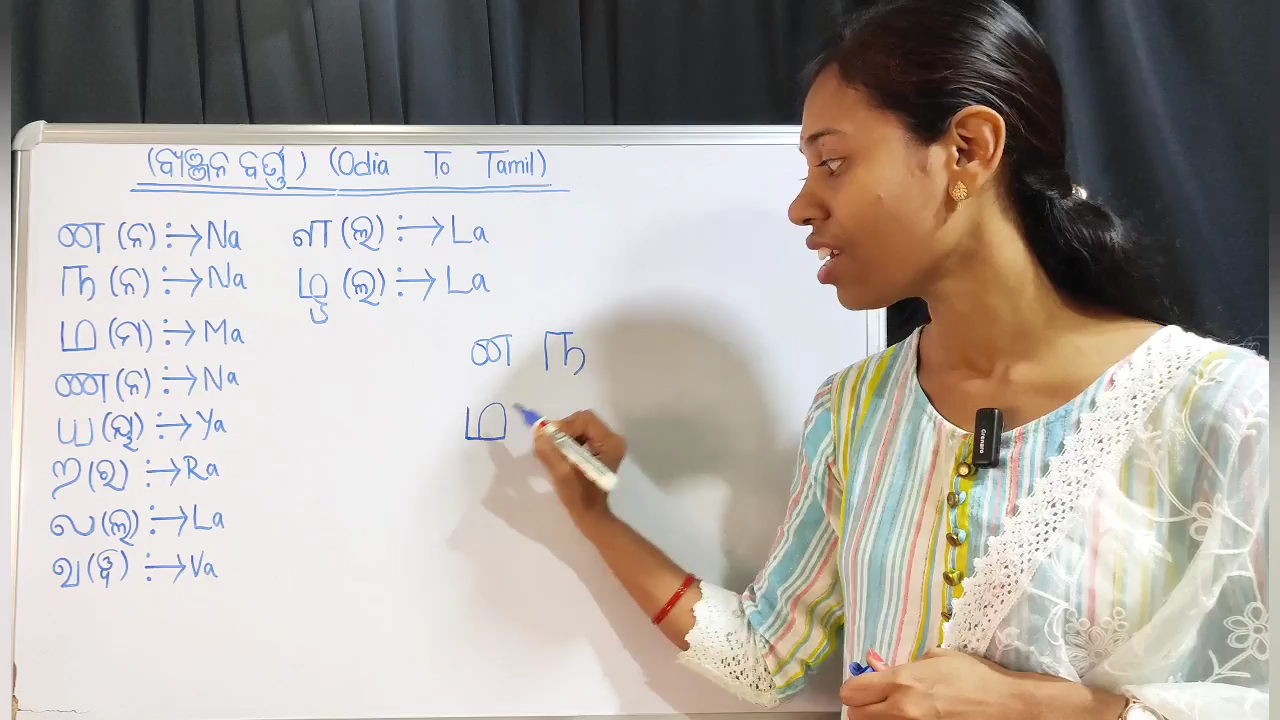 (ବ୍ୟଞ୍ଜନ ବର୍ଣ୍ଣ) (Odia To Tamil)
ன (ନ) :→ Na
ந (ନ) :→ Na
ம (ମ) :→ Ma
ண (ନ) :→ Na
ய (ୟ) :→ Ya
ற (ର) :→ Ra
ல (ଲ) :→ La
வ (ୱ) :→ Va
ள (ଲ) :→ La
ழ (ଲ) :→ La
ன ந
ம